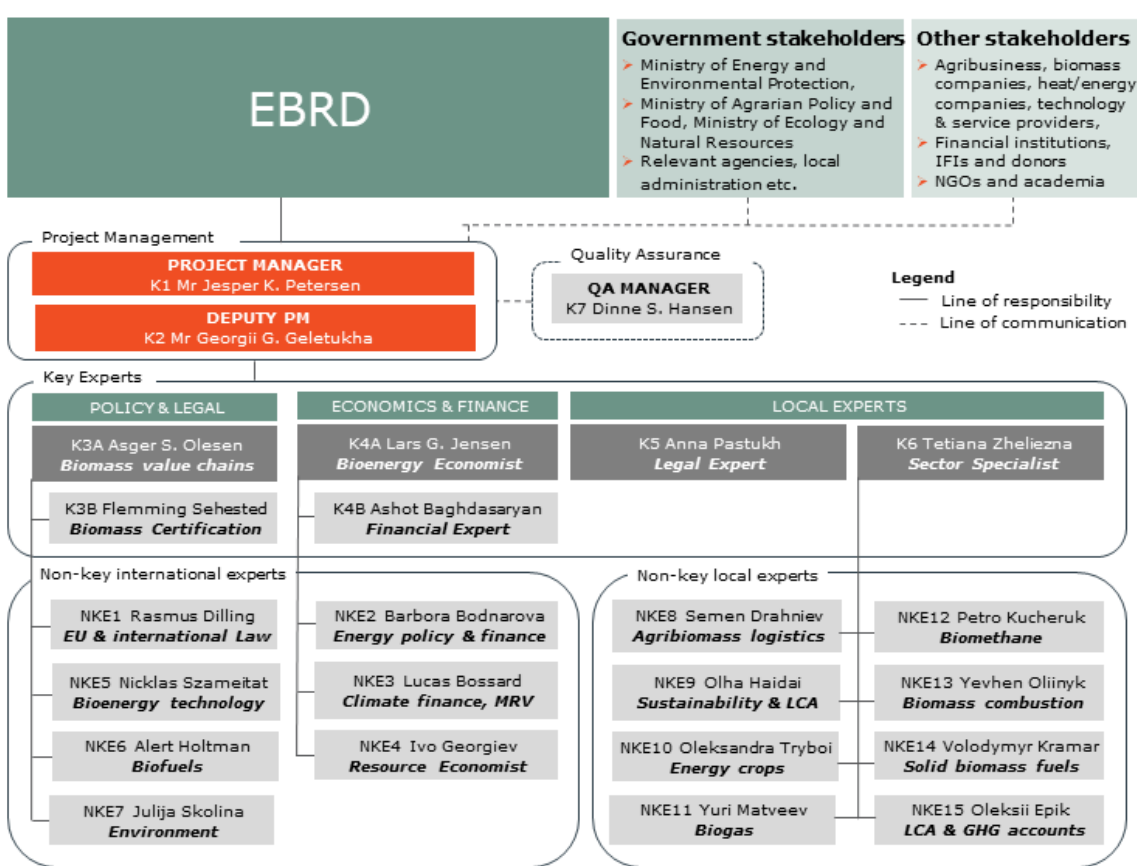 EBRD
Government stakeholders
➤ Ministry of Energy and
Environmental Protection,
➤ Ministry of Agrarian Policy and
Food, Ministry of Ecology and
Natural Resources
➤ Relevant agencies, local
administration etc.
Other stakeholders
➤ Agribusiness, biomass
companies, heat/energy
companies, technology
& service providers,
➤ Financial institutions,
IFIs and donors
➤ NGOs and academia
Project Management
PROJECT MANAGER
K1 Mr Jesper K. Petersen
DEPUTY PM
K2 Mr Georgii G. Geletukha
Quality Assurance
QA MANAGER
K7 Dinne S. Hansen
Legend
Line of responsibility
Line of communication
Key Experts
POLICY & LEGAL
ECONOMICS & FINANCE
LOCAL EXPERTS
K3A Asger S. Olesen
Biomass value chains
K4A Lars G. Jensen
Bioenergy Economist
K5 Anna Pastukh
Legal Expert
K6 Tetiana Zheliezna
Sector Specialist
K3B Flemming Sehested
Biomass Certification
K4B Ashot Baghdasaryan
Financial Expert
Non-key international experts
NKE1 Rasmus Dilling
EU & international Law
NKE5 Nicklas Szameitat
Bioenergy technology
NKE6 Alert Holtman
Biofuels
NKE7 Julija Skolina
Environment
NKE2 Barbora Bodnarova
Energy policy & finance
NKE3 Lucas Bossard
Climate finance, MRV
NKE4 Ivo Georgiev
Resource Economist
Non-key local experts
NKE8 Semen Drahniev
Agribiomass logistics
NKE9 Olha Haidai
Sustainability & LCA
NKE10 Oleksandra Tryboi
Energy crops
NKE11 Yuri Matveev
Biogas
NKE12 Petro Kucheruk
Biomethane
NKE13 Yevhen Oliinyk
Biomass combustion
NKE14 Volodymyr Kramar
Solid biomass fuels
NKE15 Oleksii Epik
LCA & GHG accounts